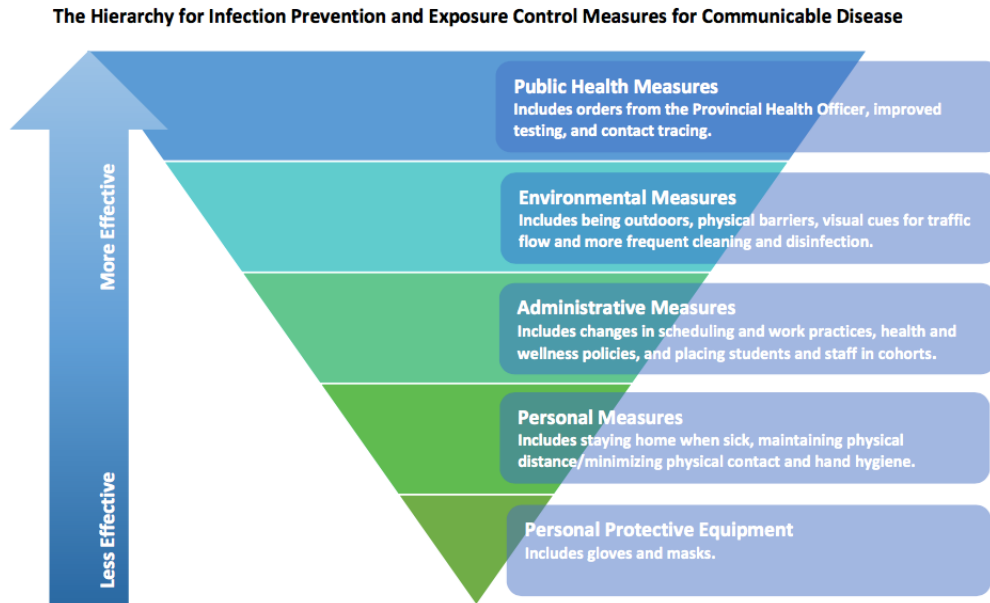 The Hierarchy for Infection Prevention and Exposure Control Measures for Communicable Disease
More Effective
Less Effective
Public Health Measures
Includes orders from the Provincial Health Officer, improved
testing, and contact tracing.
Environmental Measures
Includes being outdoors, physical barriers, visual cues for traffic
flow and more frequent cleaning and disinfection.
Administrative Measures
Includes changes in scheduling and work practices, health and
wellness policies, and placing students and staff in cohorts.
Personal Measures
Includes staying home when sick, maintaining physical
distance/minimizing physical contact and hand hygiene.
Personal Protective Equipment
Includes gloves and masks.